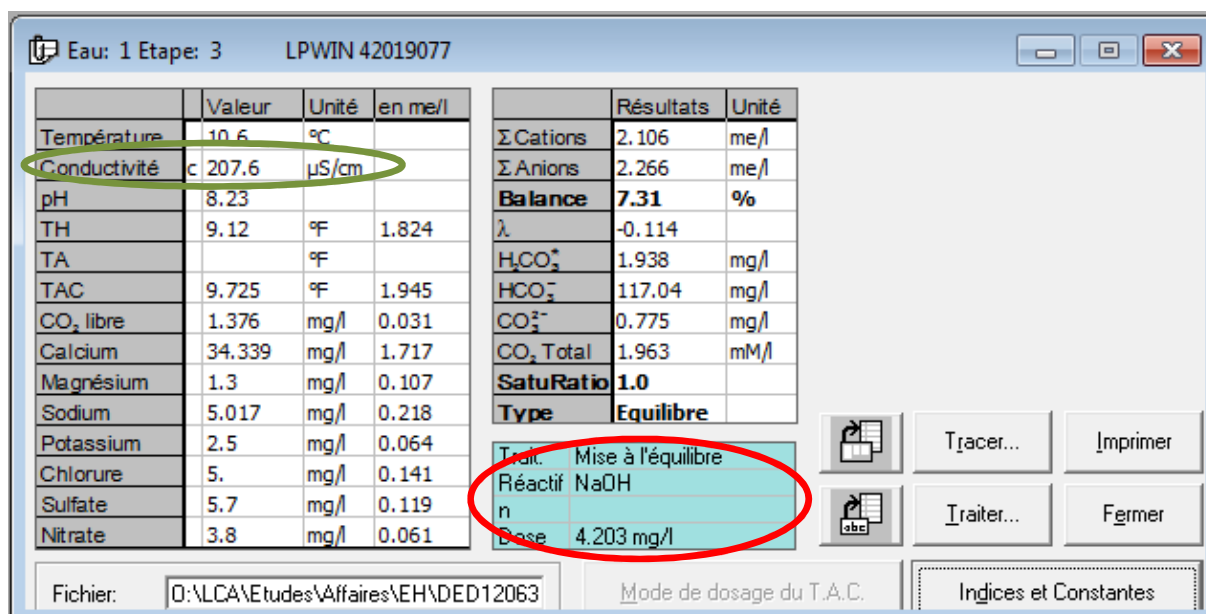 Eau: 1 Etape: 3 LPWIN 42019077
Valeur Unité en me/l
Température 10.6 ºC
Conductivité c 207.6 µS/cm
pH 8.23
TH 9.12 ºF 1.824
TA ºF
TAC 9.725 ºF 1.945
CO₂ libre 1.376 mg/l 0.031
Calcium 34.339 mg/l 1.717
Magnésium 1.3 mg/l 0.107
Sodium 5.017 mg/l 0.218
Potassium 2.5 mg/l 0.064
Chlorure 5. mg/l 0.141
Sulfate 5.7 mg/l 0.119
Nitrate 3.8 mg/l 0.061
Résultats Unité
Σ Cations 2.106 me/l
Σ Anions 2.266 me/l
Balance 7.31 %
λ -0.114
H₂CO₃* 1.938 mg/l
HCO₃⁻ 117.04 mg/l
CO₃²⁻ 0.775 mg/l
CO₂ Total 1.963 mM/l
SatuRatio 1.0
Type Equilibre
Trait. Mise à l'équilibre
Réactif NaOH
n
Dose 4.203 mg/l
Tracer... Imprimer
abc
Traiter... Fermer
Fichier: O:\LCA\Etudes\Affaires\EH\DED12063
Mode de dosage du T.A.C.
Indices et Constantes